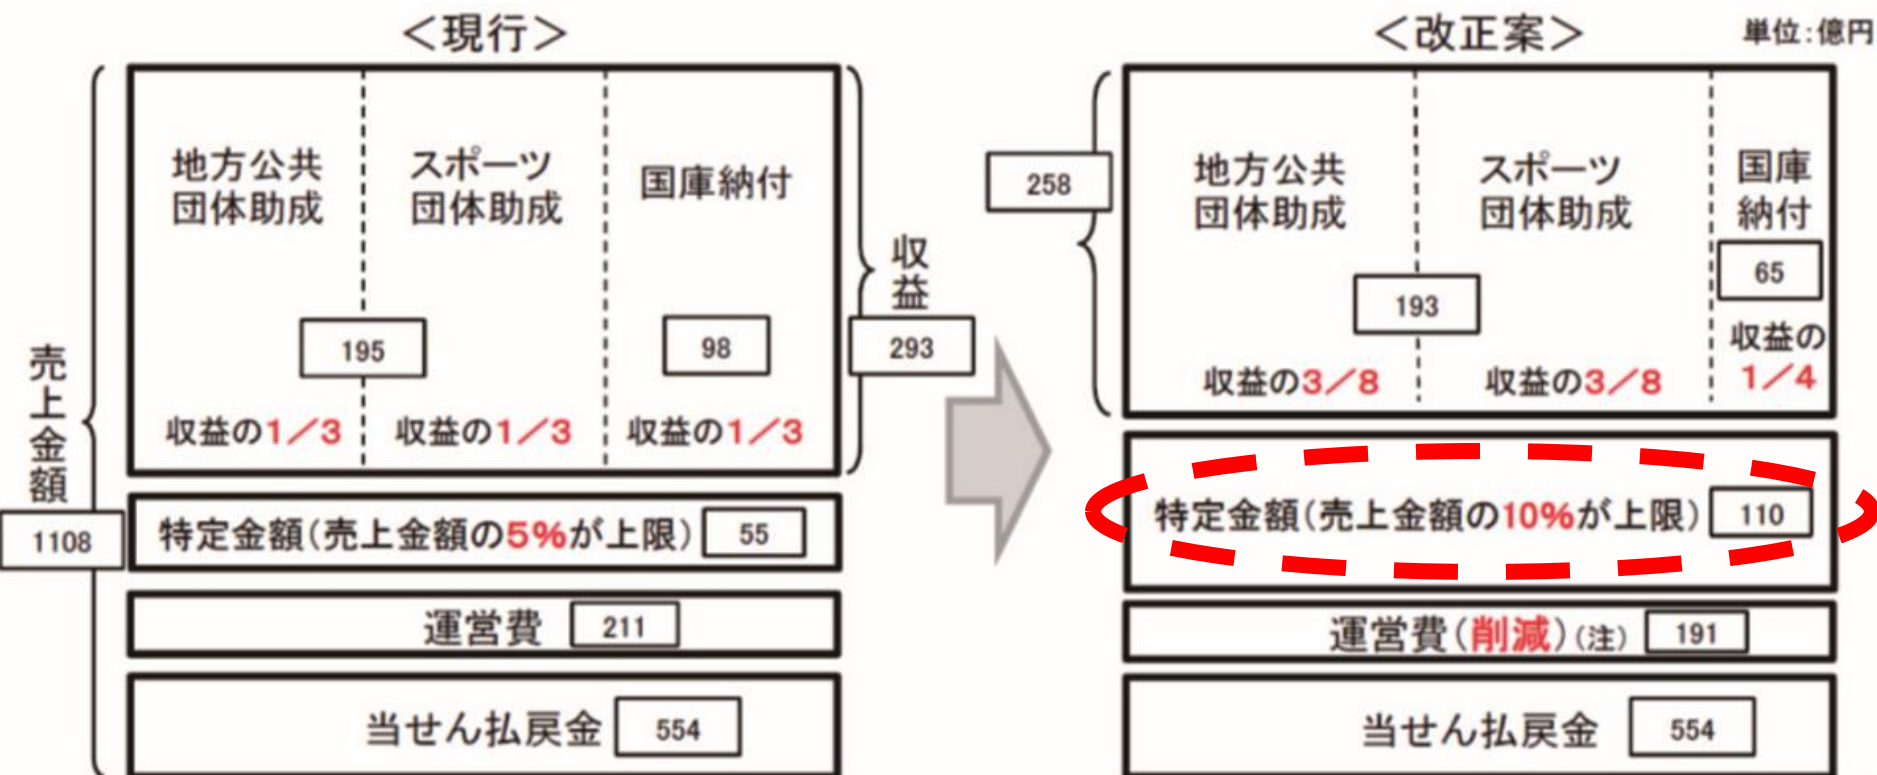 ＜現行＞
地方公共
団体助成
スポーツ
団体助成
国庫納付
195
98
収益の1／3
収益の1／3
収益の1／3
収益
293
売上金額
1108
特定金額(売上金額の5%が上限)
55
運営費
211
当せん払戻金
554
＜改正案＞
単位:億円
258
地方公共
団体助成
スポーツ
団体助成
国庫
納付
65
193
収益の3／8
収益の3／8
収益の
1／4
特定金額(売上金額の10%が上限)
110
運営費(削減)(注)
191
当せん払戻金
554